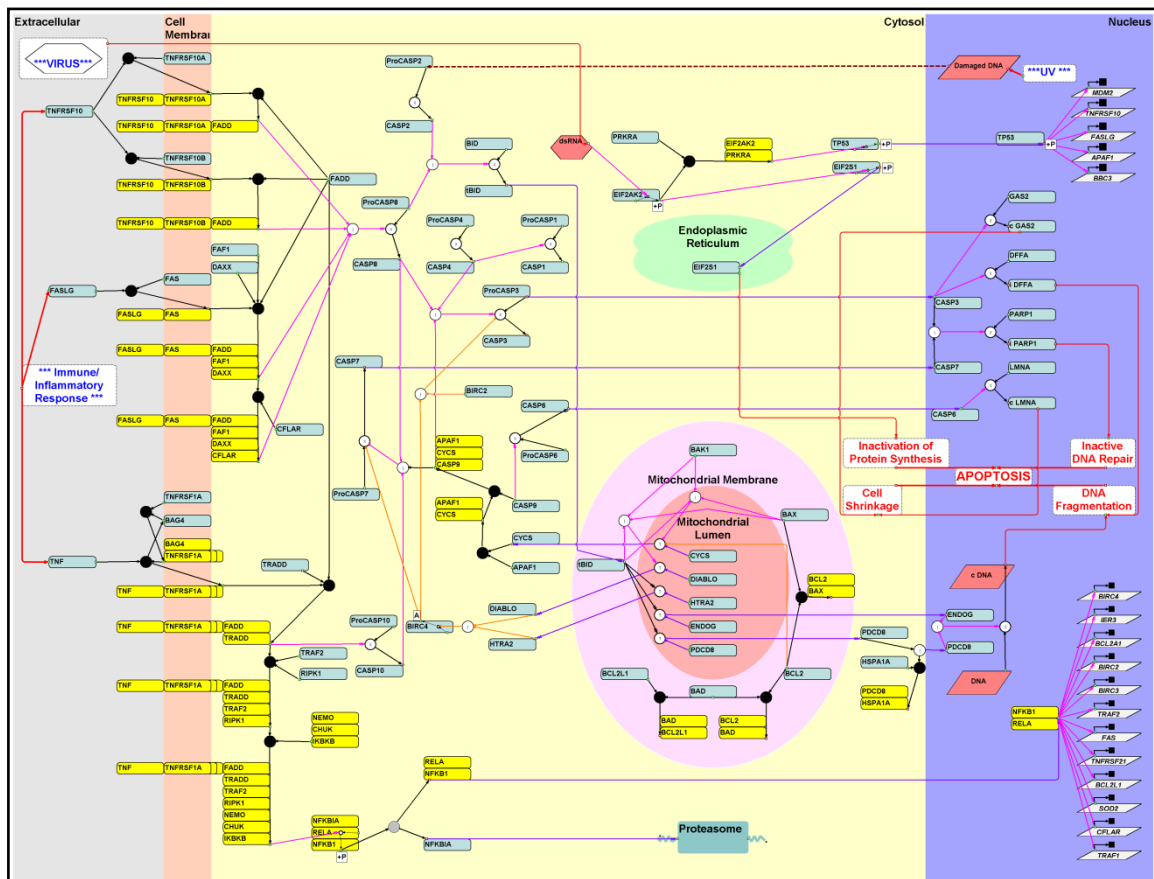 Extracellular
Cell
Membran
Cytosol
Nucleus
***VIRUS***
TNFRSF10A
TNFRSF10
TNFRSF10 TNFRSF10A
TNFRSF10 TNFRSF10A FADD
TNFRSF10B
TNFRSF10 TNFRSF10B
TNFRSF10 TNFRSF10B FADD
FADD
FAF1
DAXX
FAS
FASLG
FASLG FAS
FASLG FAS FADD
FAF1
DAXX
*** Immune/
Inflammatory
Response ***
FASLG FAS FADD
FAF1
DAXX
CFLAR
CFLAR
TNFRSF1A
BAG4
BAG4
TNFRSF1A
TNF
TNF TNFRSF1A
TRADD
TNF TNFRSF1A FADD
TRADD
TRAF2
RIPK1
TNF TNFRSF1A FADD
TRADD
TRAF2
RIPK1
NEMO
CHUK
IKBKB
TNF TNFRSF1A FADD
TRADD
TRAF2
RIPK1
NEMO
CHUK
IKBKB
ProCASP2
CASP2
BID
tBID
ProCASP8
CASP8
ProCASP4
CASP4
ProCASP1
CASP1
ProCASP3
CASP3
CASP7
BIRC2
CASP6
ProCASP6
APAF1
CYCS
CASP9
ProCASP7
APAF1
CYCS
CASP9
CYCS
APAF1
DIABLO
HTRA2
A
BIRC4
ProCASP10
CASP10
RELA
NFKB1
NFKBIA
RELA
NFKB1
+P
NFKBIA
Proteasome
dsRNA
PRKRA
EIF2AK2
+P
EIF2AK2
PRKRA
TP53
+P
EIF2S1
+P
Endoplasmic
Reticulum
EIF2S1
BAK1
Mitochondrial Membrane
Mitochondrial
Lumen
BAX
tBID
CYCS
DIABLO
HTRA2
ENDOG
PDCD8
BCL2
BAX
BCL2
BCL2L1
BAD
BAD
BCL2L1
BCL2
BAD
PDCD8
HSPA1A
PDCD8
HSPA1A
Damaged DNA
***UV ***
TP53
+P
MDM2
TNFRSF10
FASLG
APAF1
BBC3
GAS2
c GAS2
DFFA
i DFFA
CASP3
PARP1
i PARP1
CASP7
LMNA
c LMNA
CASP6
Inactivation of
Protein Synthesis
Inactive
DNA Repair
APOPTOSIS
Cell
Shrinkage
DNA
Fragmentation
c DNA
ENDOG
PDCD8
DNA
NFKB1
RELA
BIRC4
IER3
BCL2A1
BIRC2
BIRC3
TRAF2
FAS
TNFRSF21
BCL2L1
SOD2
CFLAR
TRAF1